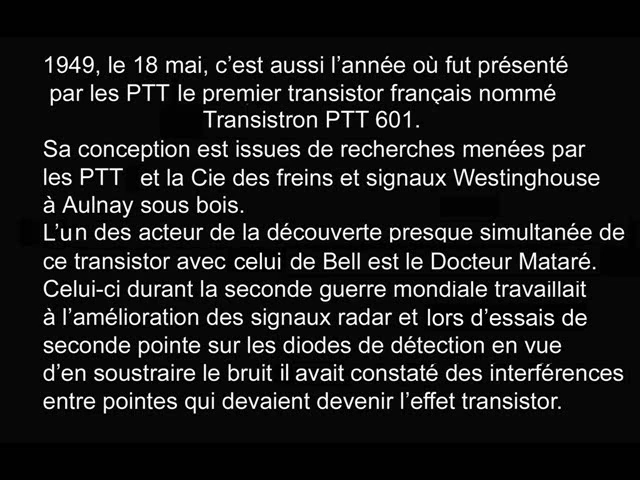 1949, le 18 mai, c’est aussi l’année où fut présenté
par les PTT le premier transistor français nommé
Transistron PTT 601.
Sa conception est issues de recherches menées par
les PTT et la Cie des freins et signaux Westinghouse
à Aulnay sous bois.
L’un des acteur de la découverte presque simultanée de
ce transistor avec celui de Bell est le Docteur Mataré.
Celui-ci durant la seconde guerre mondiale travaillait
à l’amélioration des signaux radar et lors d’essais de
seconde pointe sur les diodes de détection en vue
d’en soustraire le bruit il avait constaté des interférences
entre pointes qui devaient devenir l’effet transistor.